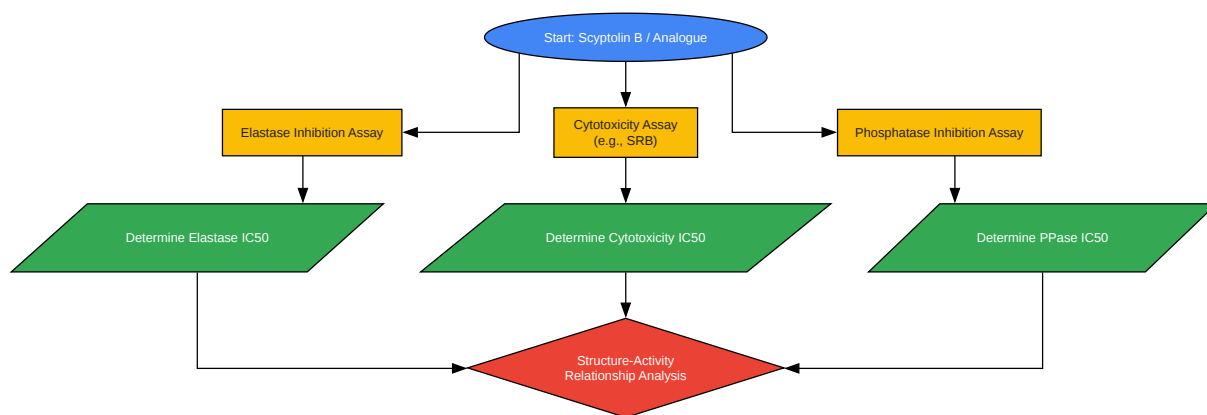 Start: Scyptolin B / Analogue
Elastase Inhibition Assay
Cytotoxicity Assay
(e.g., SRB)
Phosphatase Inhibition Assay
Determine Elastase IC50
Determine Cytotoxicity IC50
Determine PPase IC50
Structure-Activity
Relationship Analysis